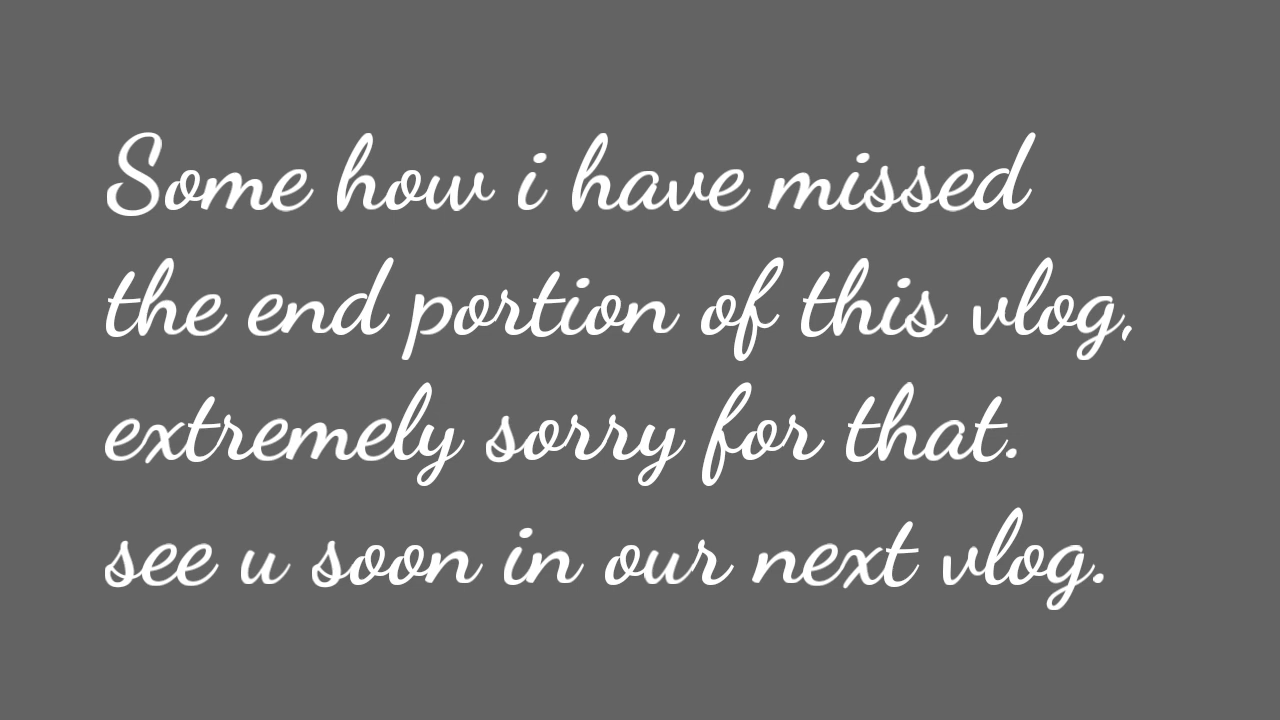 Some how i have missed
the end portion of this vlog,
extremely sorry for that.
see u soon in our next vlog.